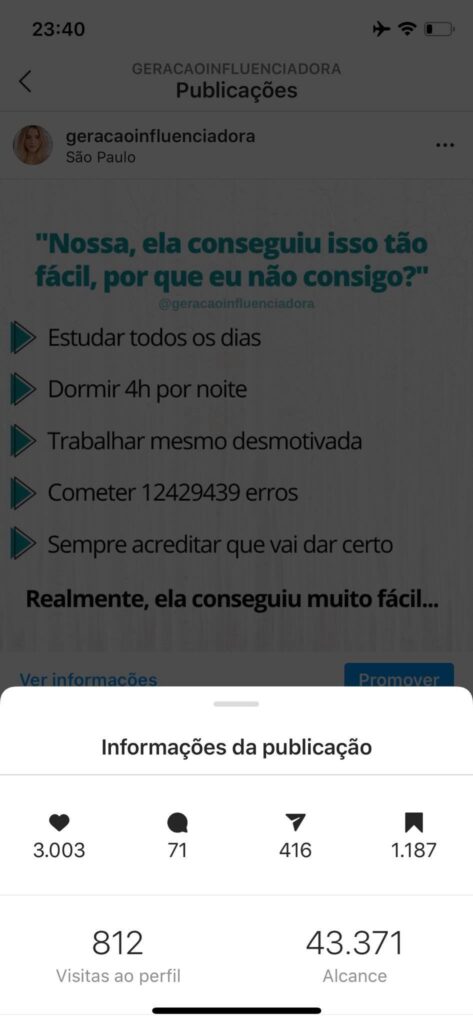 23:40
GERACAOINFLUENCIADORA
Publicações
geracaoinfluenciadora
São Paulo
"Nossa, ela conseguiu isso tão
fácil, por que eu não consigo?"
@geracaoinfluenciadora
Estudar todos os dias
Dormir 4h por noite
Trabalhar mesmo desmotivada
Cometer 12429439 erros
Sempre acreditar que vai dar certo
Realmente, ela conseguiu muito fácil...
Ver informações Promover
Informações da publicação
3.003 71 416 1.187
812 43.371
Visitas ao perfil Alcance